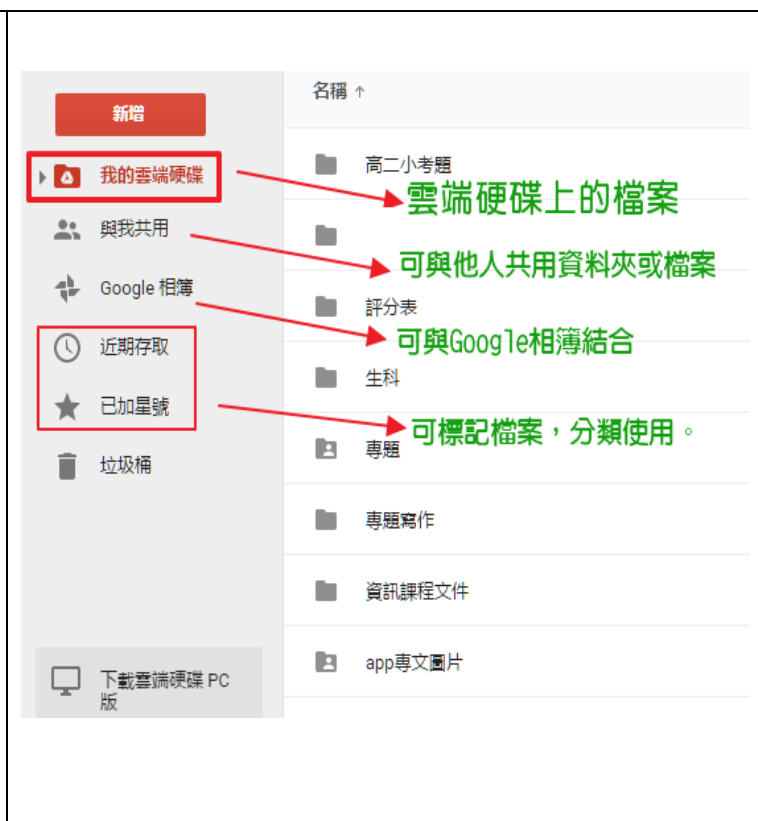 名稱 ↑
新增
我的雲端硬碟
高二小考題
雲端硬碟上的檔案
與我共用
可與他人共用資料夾或檔案
Google 相簿
評分表
可與Google相簿結合
近期存取
生科
已加星號
可標記檔案，分類使用。
專題
垃圾桶
專題寫作
資訊課程文件
app專文圖片
下載雲端硬碟 PC
版